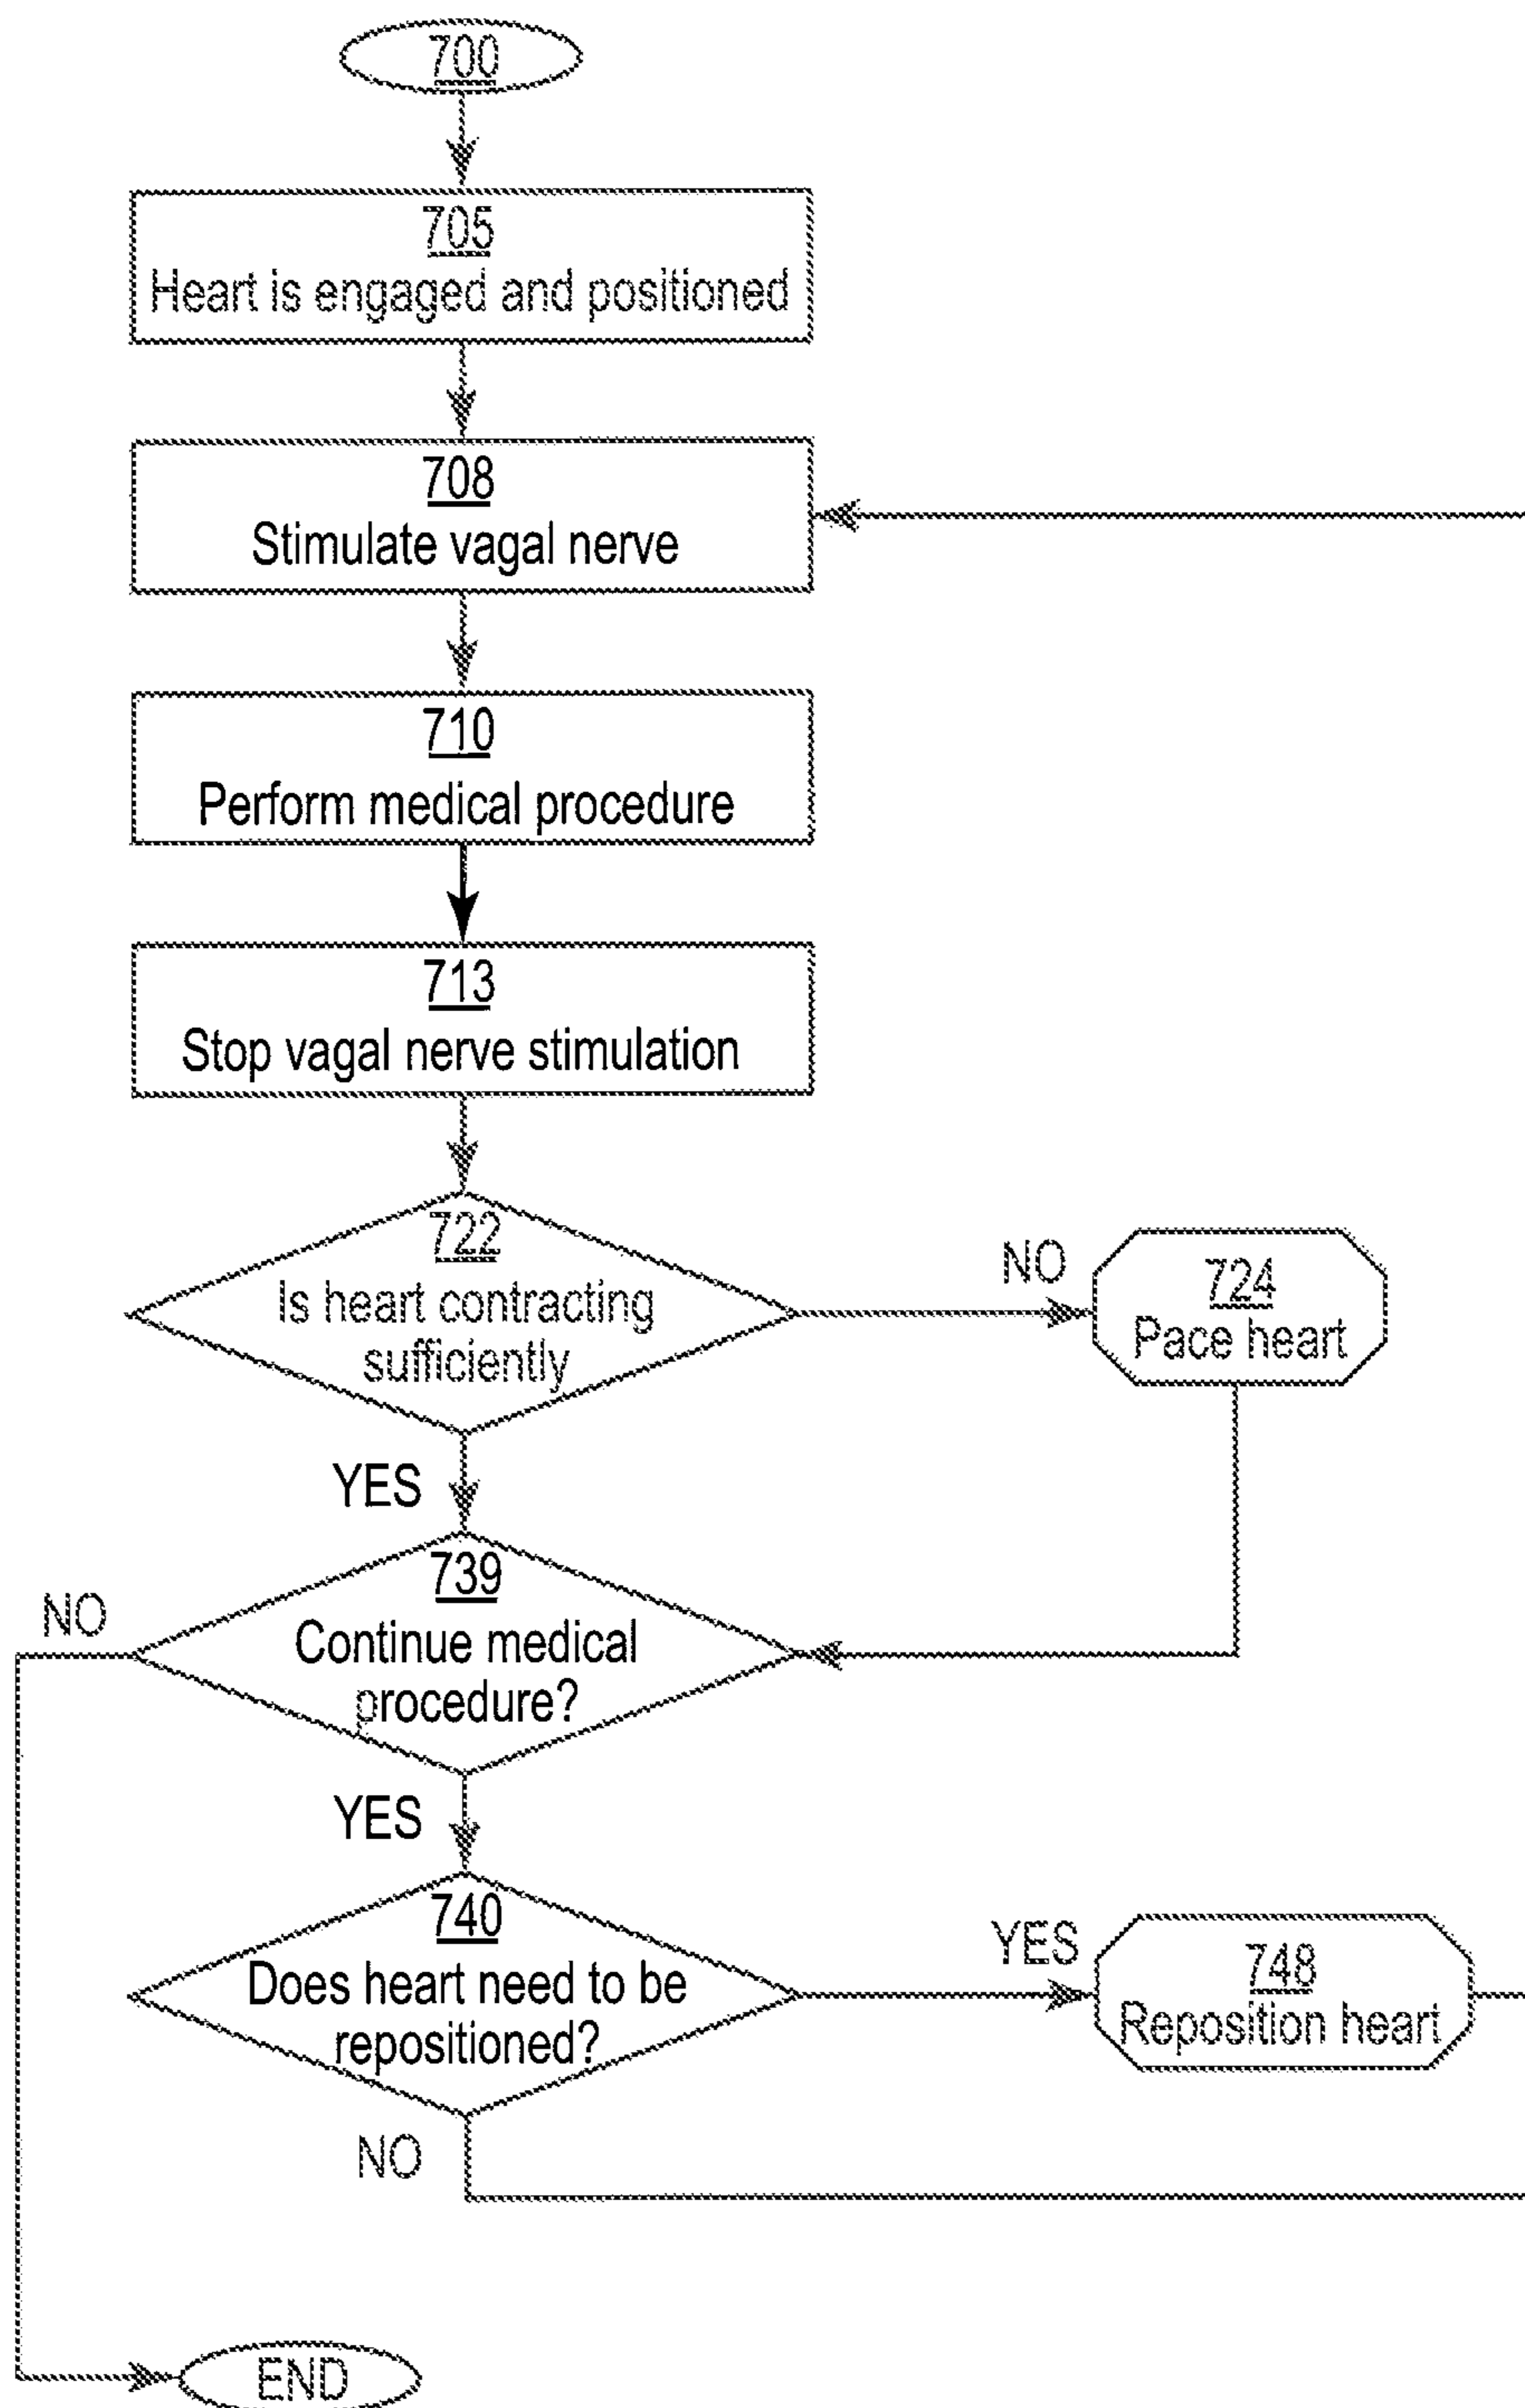 700
705
Heart is engaged and positioned
708
Stimulate vagal nerve
710
Perform medical procedure
713
Stop vagal nerve stimulation
722
Is heart contracting
sufficiently
NO
724
Pace heart
YES
739
Continue medical
procedure?
NO
YES
740
Does heart need to be
repositioned?
YES
748
Reposition heart
NO
END